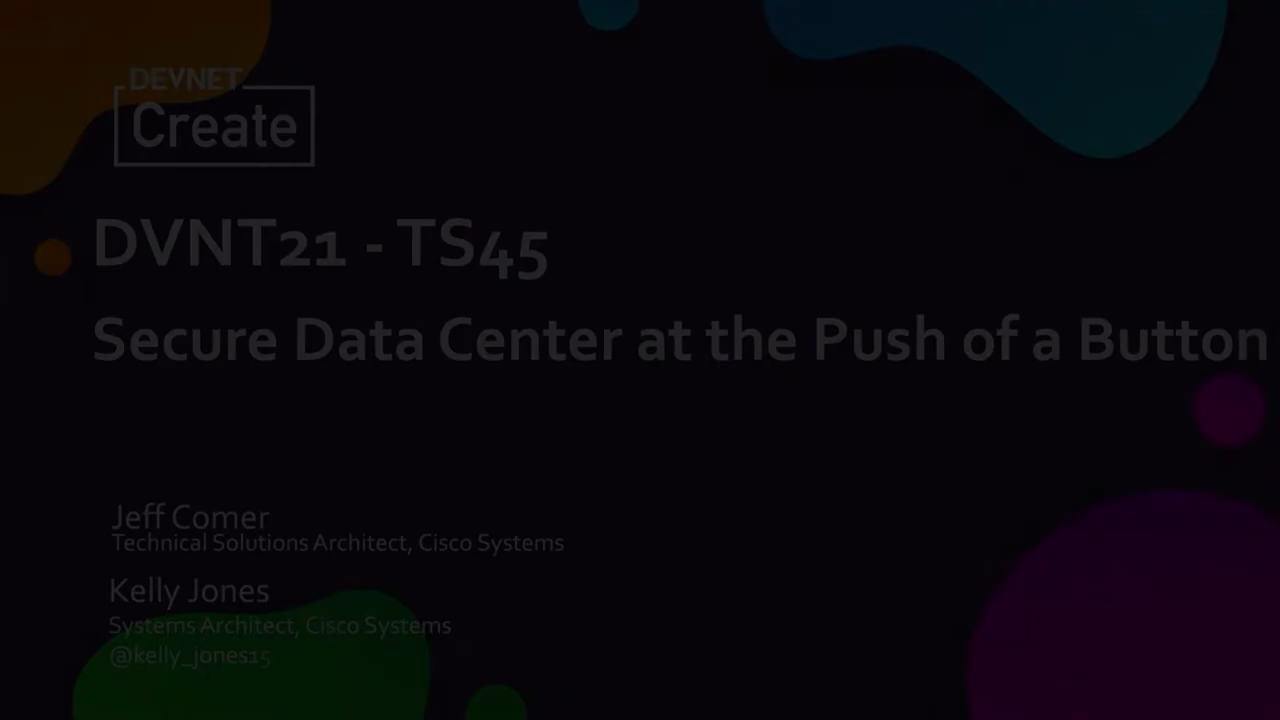 DEVNET
Create
DVNT21 - TS45
Secure Data Center at the Push of a Button
Jeff Comer
Technical Solutions Architect, Cisco Systems
Kelly Jones
Systems Architect, Cisco Systems
@kelly_jones15